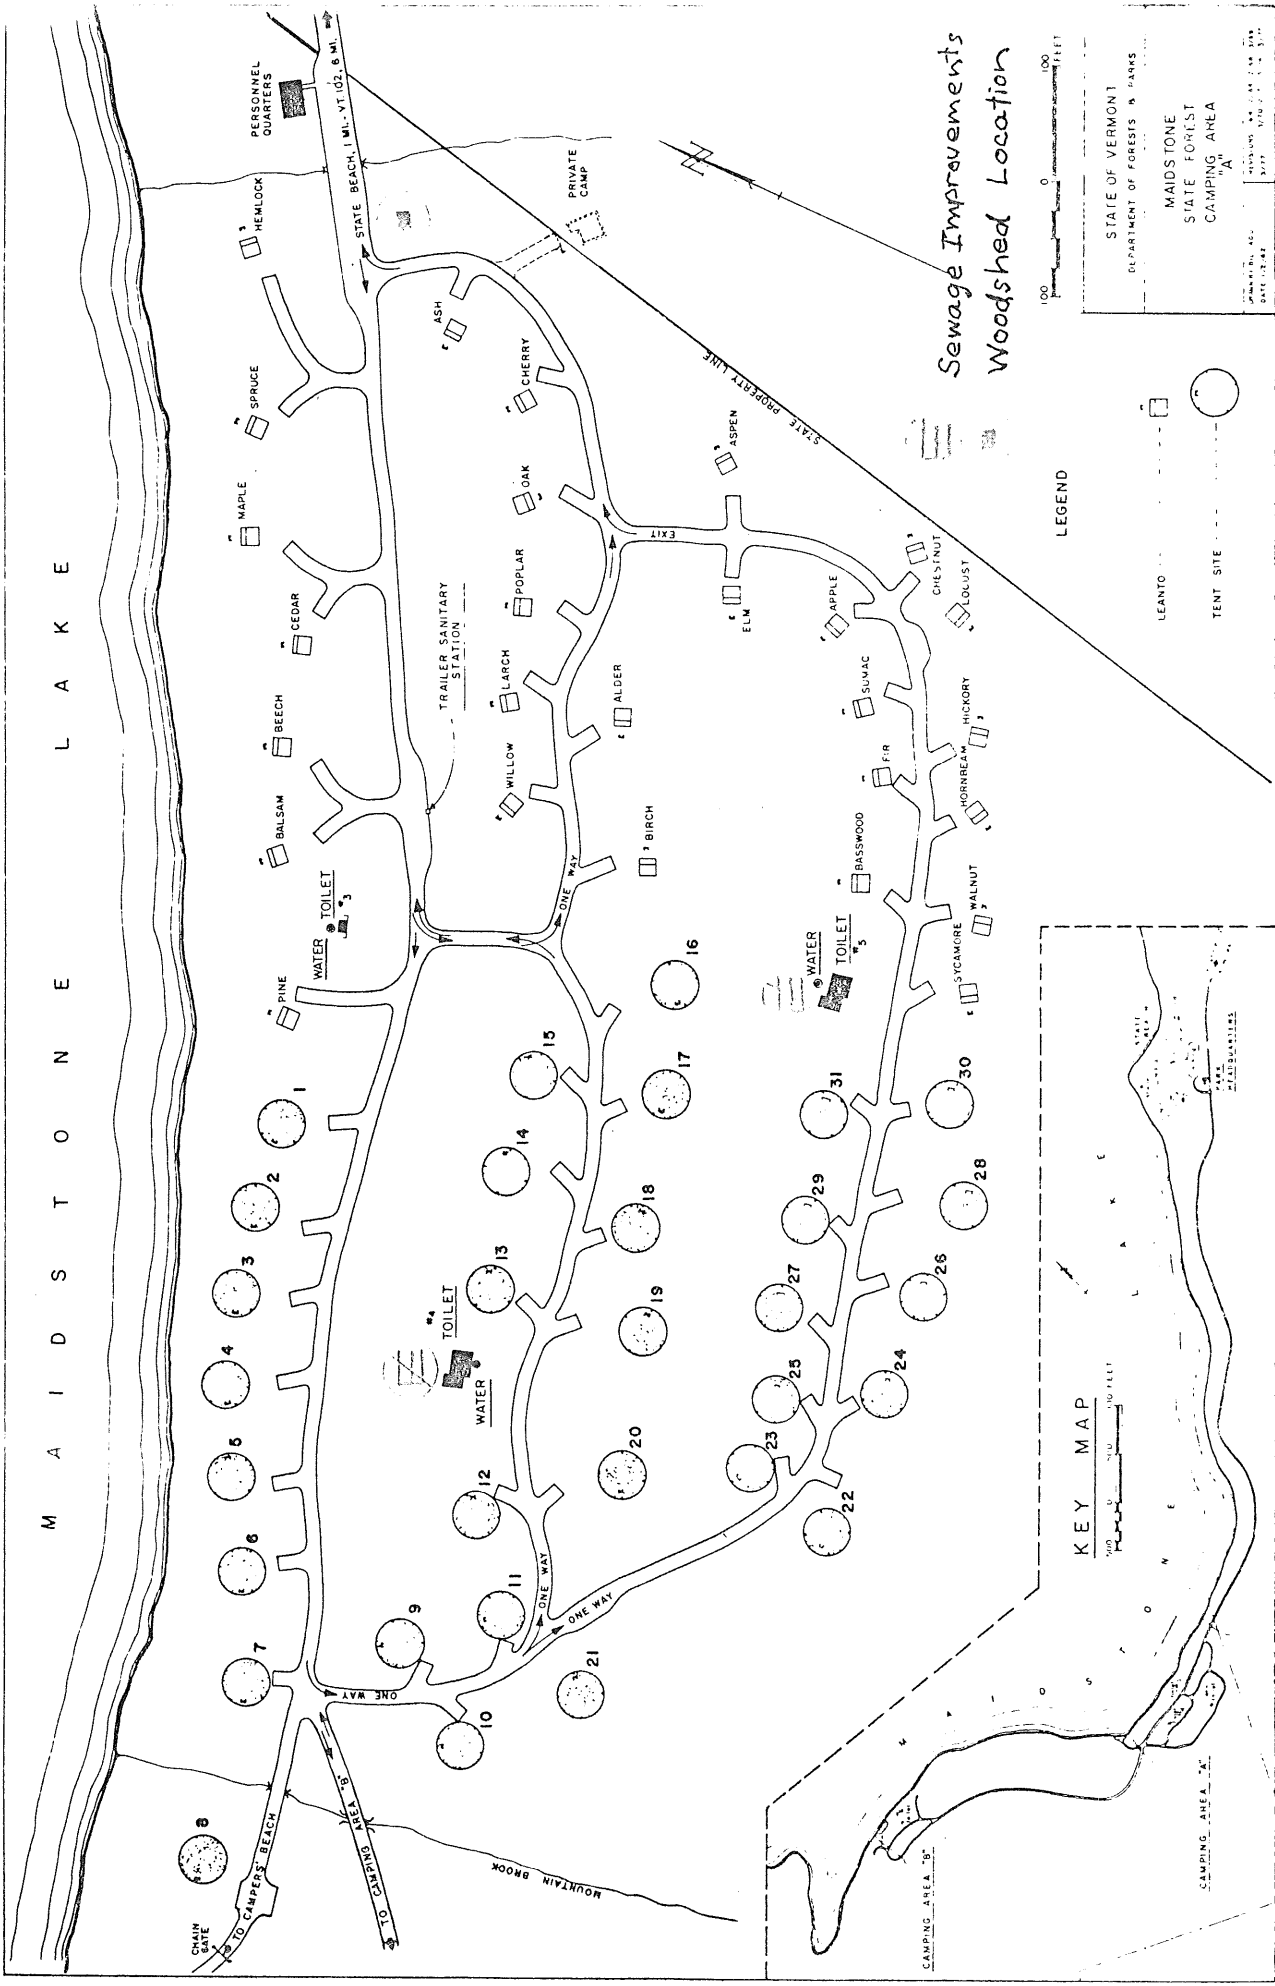 MAIDSTONE LAKE
PERSONNEL
QUARTERS
STATE BEACH, 1 MI. - VT. 102, 6 MI.
HEMLOCK
SPRUCE
MAPLE
CEDAR
BEECH
BALSAM
WATER
TOILET
#3
PINE
1
2
3
4
5
6
7
8
CHAIN
GATE
TO CAMPERS' BEACH
TO CAMPING AREA "B"
MOUNTAIN BROOK
ONE WAY
9
10
11
12
13
14
15
16
17
18
19
20
21
ONE WAY
ONE WAY
WATER
TOILET
#4
ONE WAY
TRAILER SANITARY
STATION
ASH
CHERRY
OAK
POPLAR
LARCH
WILLOW
ALDER
BIRCH
PRIVATE
CAMP
STATE PROPERTY LINE
N
EXIT
ASPEN
ELM
APPLE
CHESTNUT
LOCUST
SUMAC
FIR
HICKORY
HORNBEAM
BASSWOOD
WALNUT
SYCAMORE
WATER
TOILET
#5
22
23
24
25
26
27
28
29
30
31
Sewage Improvements
Woodshed Location
100 0 100
FEET
LEGEND
LEANTO
TENT SITE
STATE OF VERMONT
DEPARTMENT OF FORESTS & PARKS
MAIDSTONE
STATE FOREST
CAMPING AREA
"A"
KEY MAP
MAIDSTONE LAKE
PARK
HEADQUARTERS
CAMPING AREA "B"
CAMPING AREA "A"